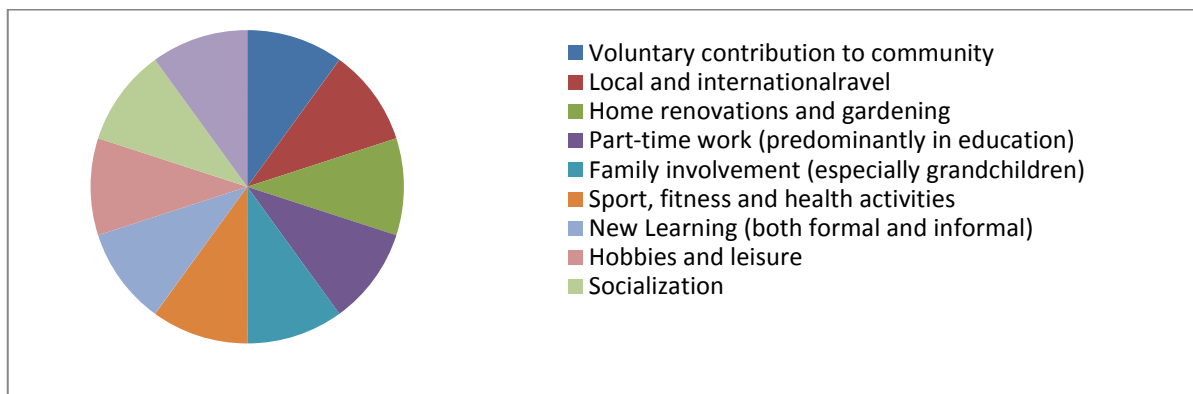 Voluntary contribution to community
Local and internationalravel
Home renovations and gardening
Part-time work (predominantly in education)
Family involvement (especially grandchildren)
Sport, fitness and health activities
New Learning (both formal and informal)
Hobbies and leisure
Socialization